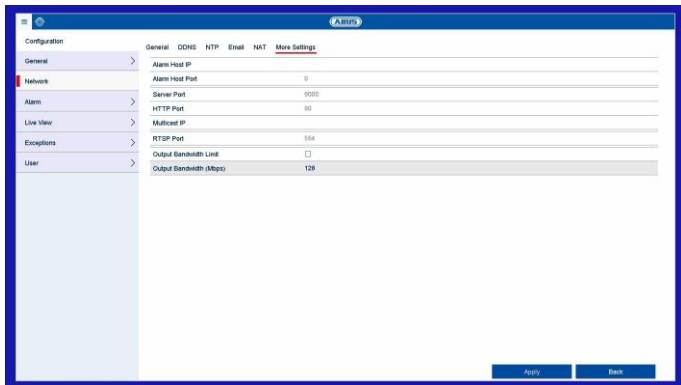 ABUS
Configuration
General DDNS NTP Email NAT More Settings
General
Network
Alarm
Live View
Exceptions
User
Alarm Host IP
Alarm Host Port 0
Server Port 8000
HTTP Port 80
Multicast IP
RTSP Port 554
Output Bandwidth Limit
Output Bandwidth (Mbps) 128
Apply Back